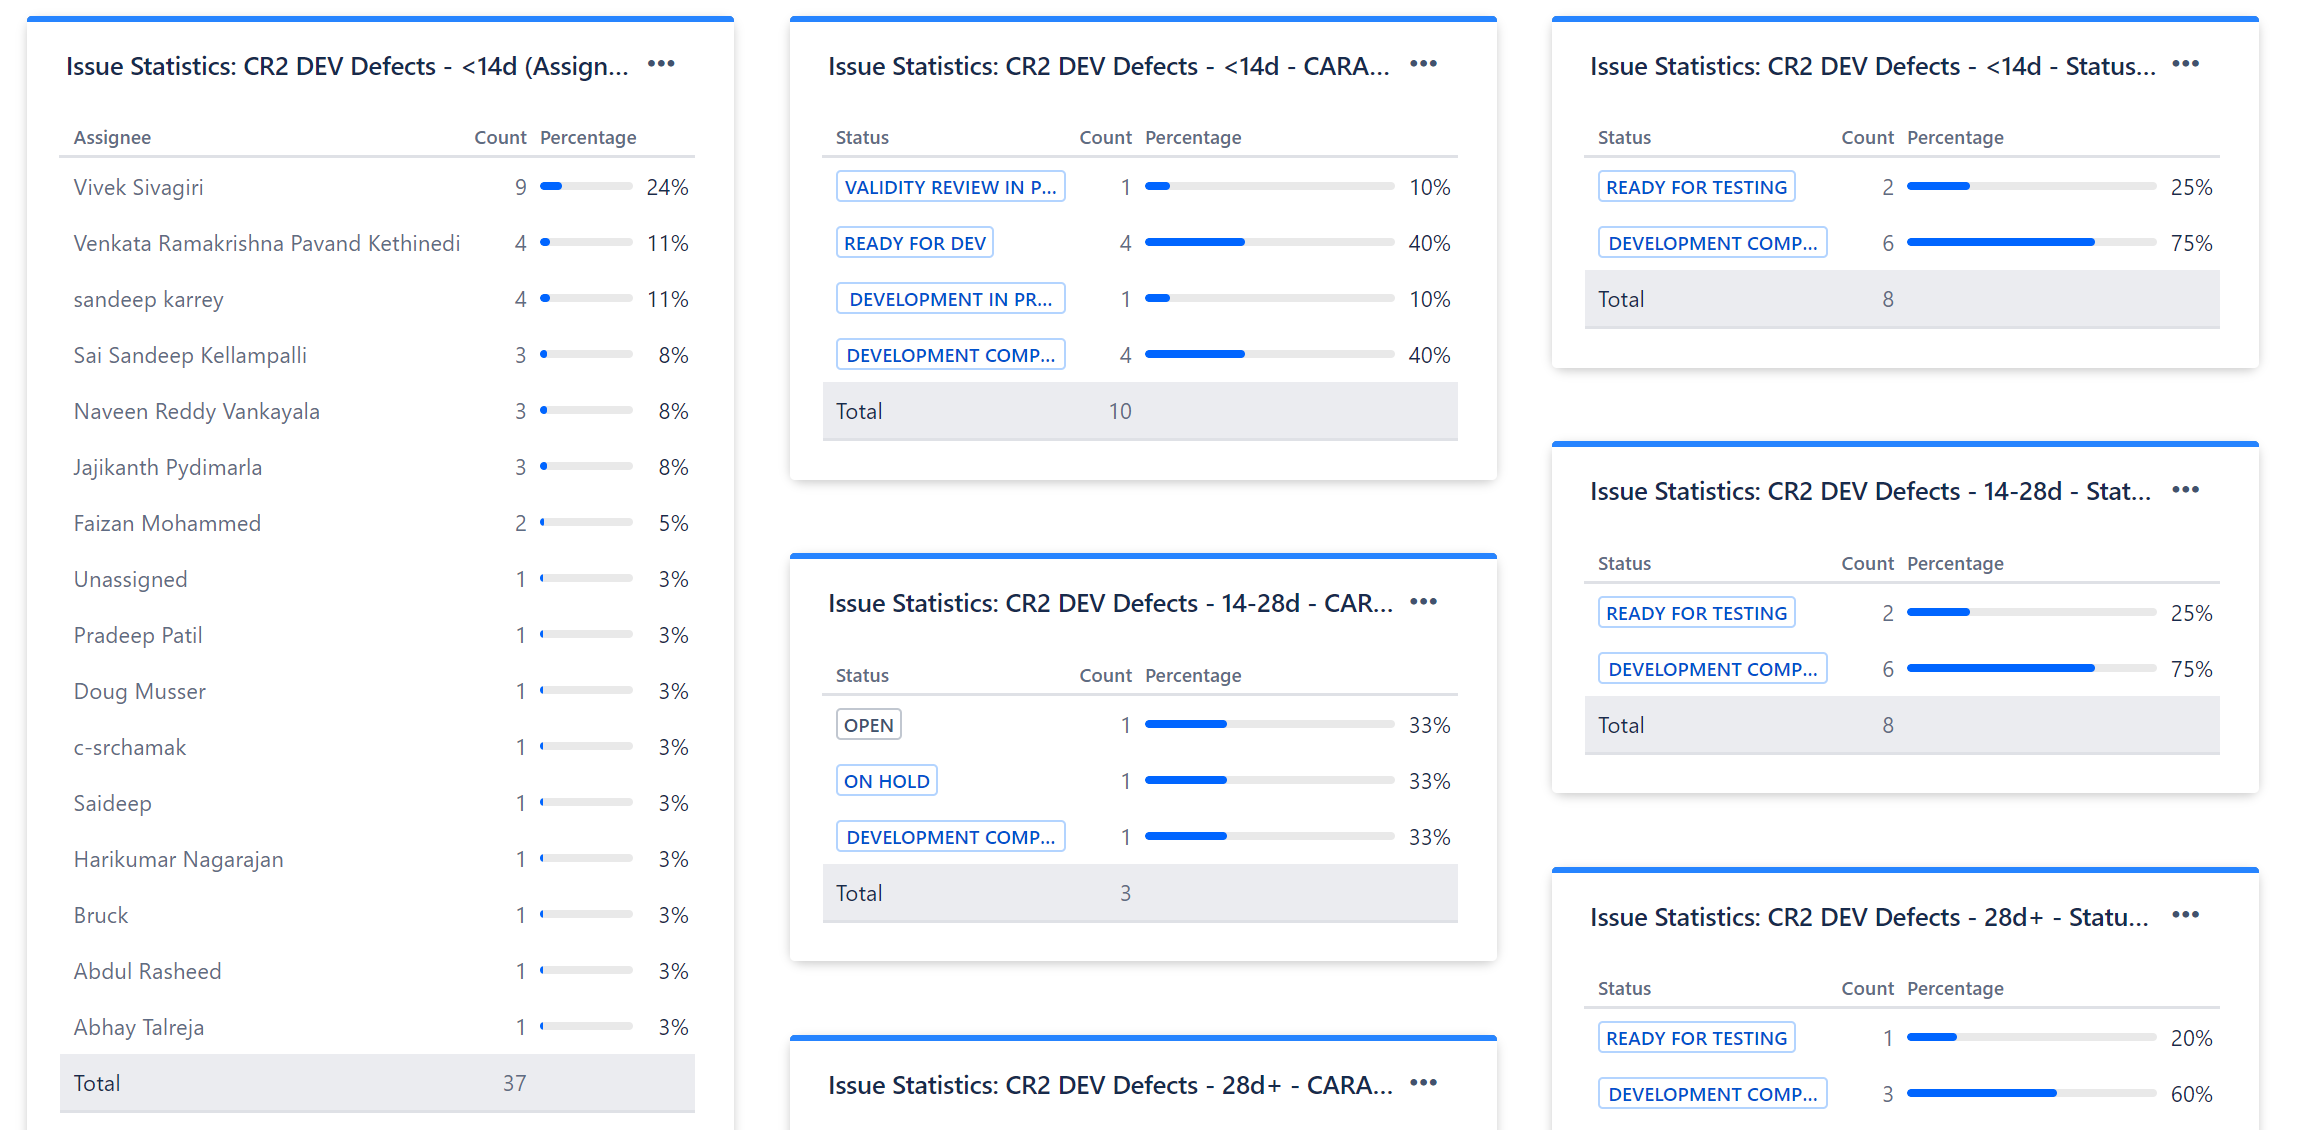 Issue Statistics: CR2 DEV Defects - <14d (Assign...
Assignee Count Percentage
Vivek Sivagiri 9 24%
Venkata Ramakrishna Pavand Kethinedi 4 11%
sandeep karrey 4 11%
Sai Sandeep Kellampalli 3 8%
Naveen Reddy Vankayala 3 8%
Jajikanth Pydimarla 3 8%
Faizan Mohammed 2 5%
Unassigned 1 3%
Pradeep Patil 1 3%
Doug Musser 1 3%
c-srchamak 1 3%
Saideep 1 3%
Harikumar Nagarajan 1 3%
Bruck 1 3%
Abdul Rasheed 1 3%
Abhay Talreja 1 3%
Total 37
Issue Statistics: CR2 DEV Defects - <14d - CARA...
Status Count Percentage
VALIDITY REVIEW IN P... 1 10%
READY FOR DEV 4 40%
DEVELOPMENT IN PR... 1 10%
DEVELOPMENT COMP... 4 40%
Total 10
Issue Statistics: CR2 DEV Defects - 14-28d - CAR...
Status Count Percentage
OPEN 1 33%
ON HOLD 1 33%
DEVELOPMENT COMP... 1 33%
Total 3
Issue Statistics: CR2 DEV Defects - 28d+ - CARA...
Issue Statistics: CR2 DEV Defects - <14d - Status...
Status Count Percentage
READY FOR TESTING 2 25%
DEVELOPMENT COMP... 6 75%
Total 8
Issue Statistics: CR2 DEV Defects - 14-28d - Stat...
Status Count Percentage
READY FOR TESTING 2 25%
DEVELOPMENT COMP... 6 75%
Total 8
Issue Statistics: CR2 DEV Defects - 28d+ - Statu...
Status Count Percentage
READY FOR TESTING 1 20%
DEVELOPMENT COMP... 3 60%